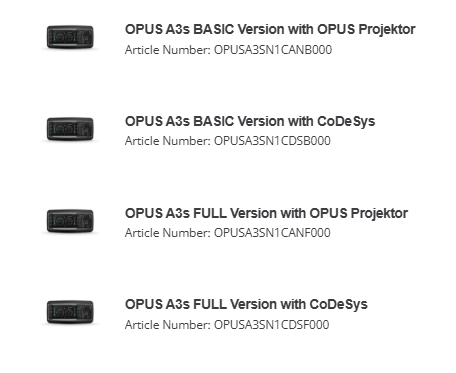 OPUS A3s BASIC Version with OPUS Projektor
Article Number: OPUSA3SN1CANB000
OPUS A3s BASIC Version with CoDeSys
Article Number: OPUSA3SN1CDSB000
OPUS A3s FULL Version with OPUS Projektor
Article Number: OPUSA3SN1CANF000
OPUS A3s FULL Version with CoDeSys
Article Number: OPUSA3SN1CDSF000